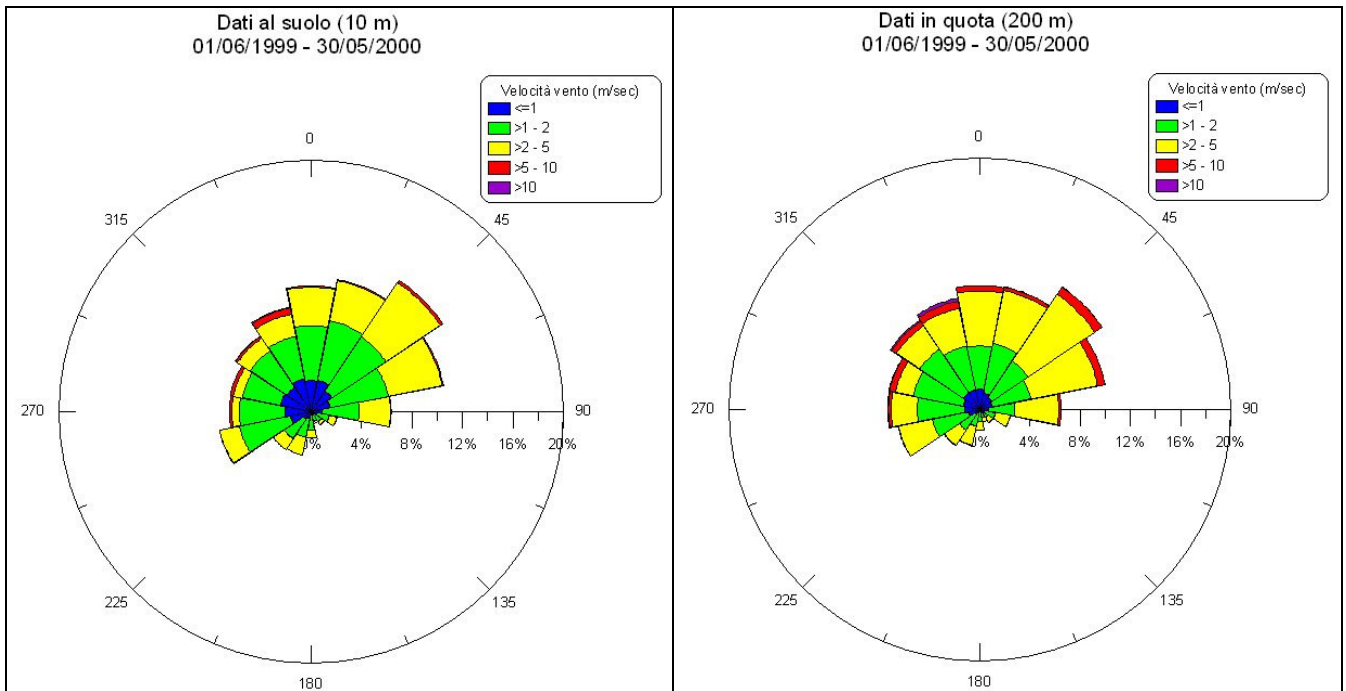 Dati al suolo (10 m)
01/06/1999 - 30/05/2000
Velocità vento (m/sec)
<=1
>1 - 2
>2 - 5
>5 - 10
>10
0
315
45
270
90
0%
4%
8%
12%
16%
20%
225
135
180
Dati in quota (200 m)
01/06/1999 - 30/05/2000
Velocità vento (m/sec)
<=1
>1 - 2
>2 - 5
>5 - 10
>10
0
315
45
270
90
0%
4%
8%
12%
16%
20%
225
135
180